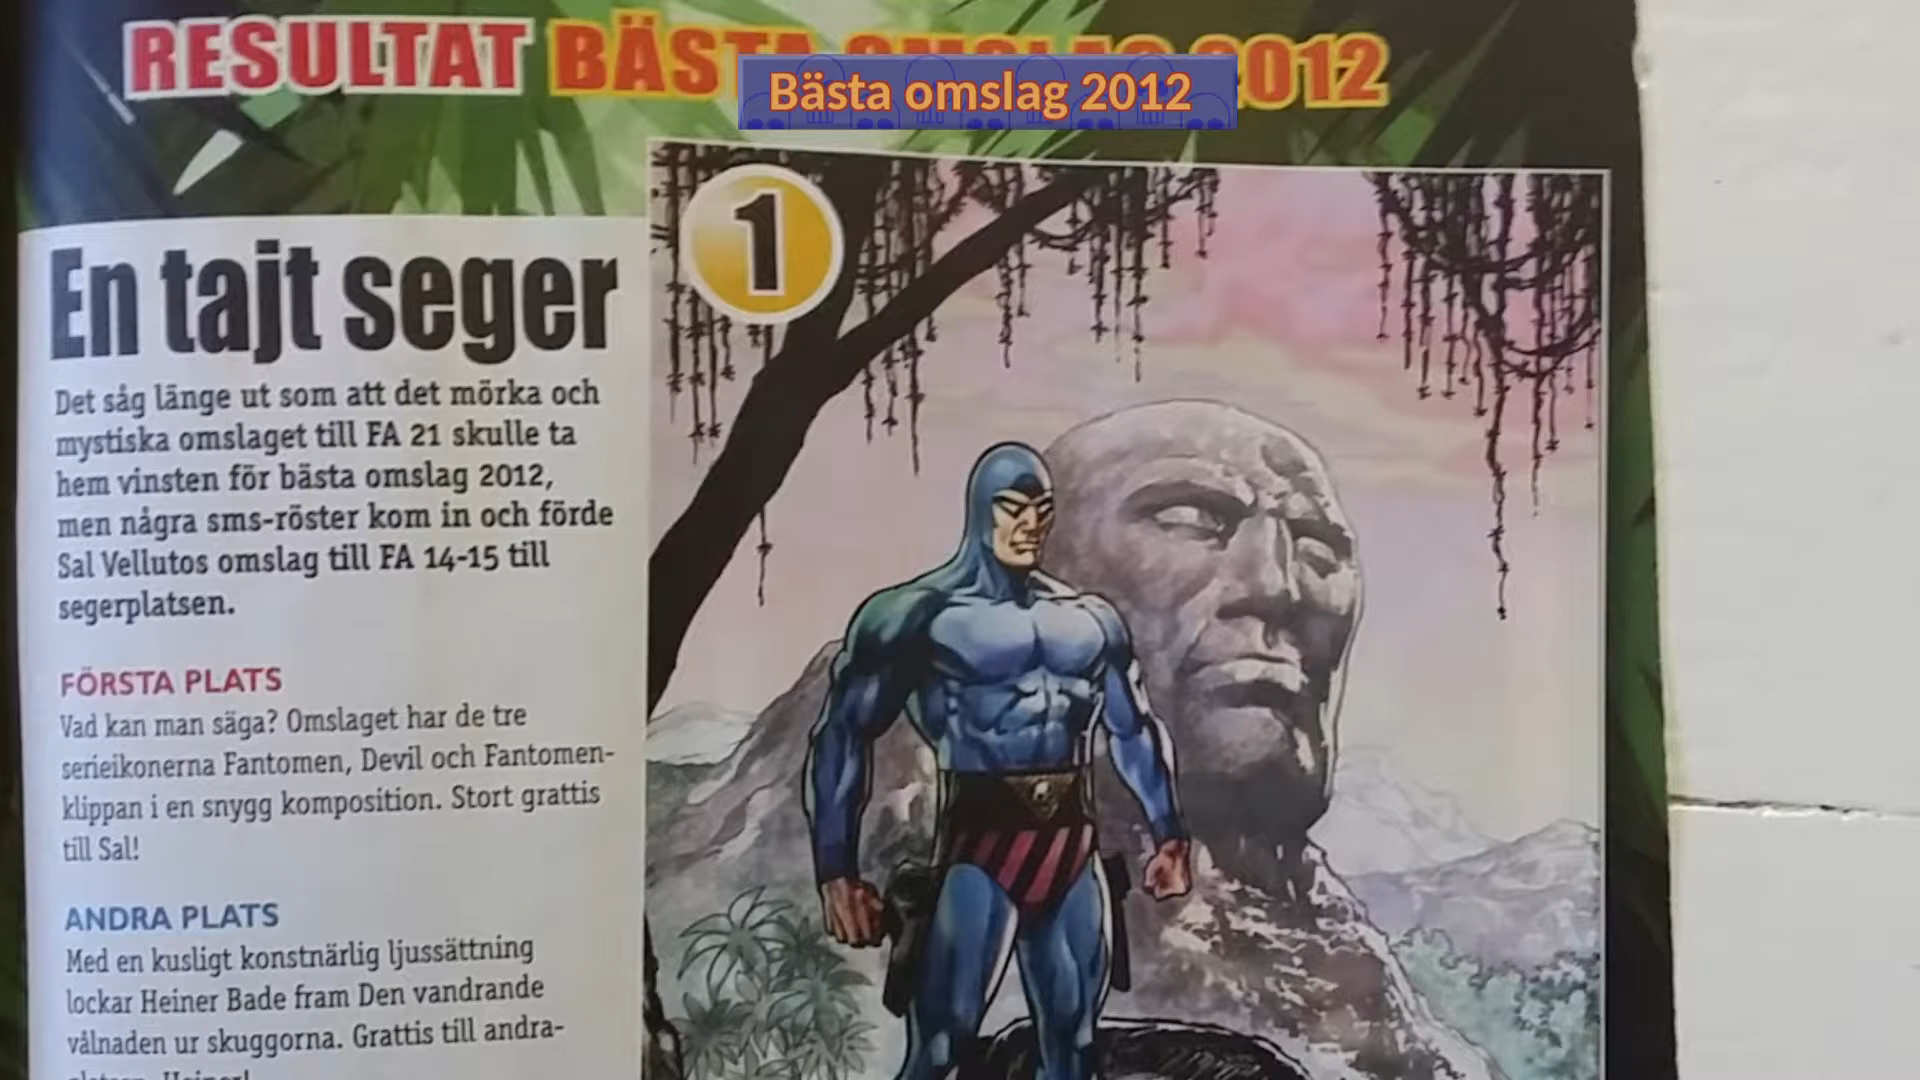 RESULTAT BÄSTA OMSLAG 2012
Bästa omslag 2012
1
En tajt seger
Det såg länge ut som att det mörka och
mystiska omslaget till FA 21 skulle ta
hem vinsten för bästa omslag 2012,
men några sms-röster kom in och förde
Sal Vellutos omslag till FA 14-15 till
segerplatsen.
FÖRSTA PLATS
Vad kan man säga? Omslaget har de tre
serieikonerna Fantomen, Devil och Fantomen-
klippan i en snygg komposition. Stort grattis
till Sal!
ANDRA PLATS
Med en kusligt konstnärlig ljussättning
lockar Heiner Bade fram Den vandrande
vålnaden ur skuggorna. Grattis till andra-